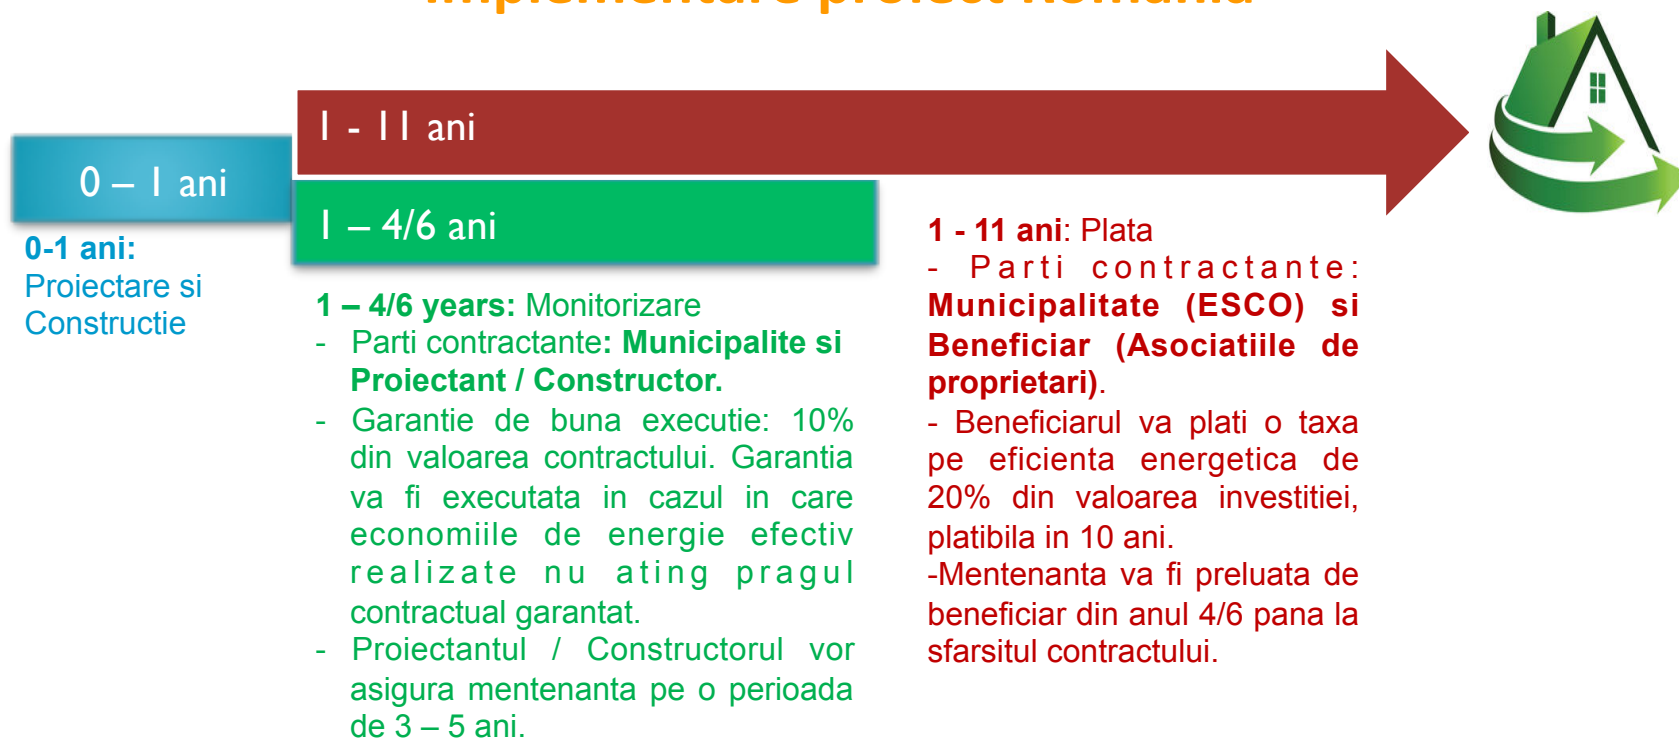 Implementare proiect Romania
1 - 11 ani
0 – 1 ani
1 – 4/6 ani
0-1 ani:
Proiectare si
Constructie
1 – 4/6 years: Monitorizare
- Parti contractante: Municipalite si
Proiectant / Constructor.
- Garantie de buna executie: 10%
din valoarea contractului. Garantia
va fi executata in cazul in care
economiile de energie efectiv
realizate nu ating pragul
contractual garantat.
- Proiectantul / Constructorul vor
asigura mentenanta pe o perioada
de 3 – 5 ani.
1 - 11 ani: Plata
- Parti contractante:
Municipalitate (ESCO) si
Beneficiar (Asociatiile de
proprietari).
- Beneficiarul va plati o taxa
pe eficienta energetica de
20% din valoarea investitiei,
platibila in 10 ani.
-Mentenanta va fi preluata de
beneficiar din anul 4/6 pana la
sfarsitul contractului.